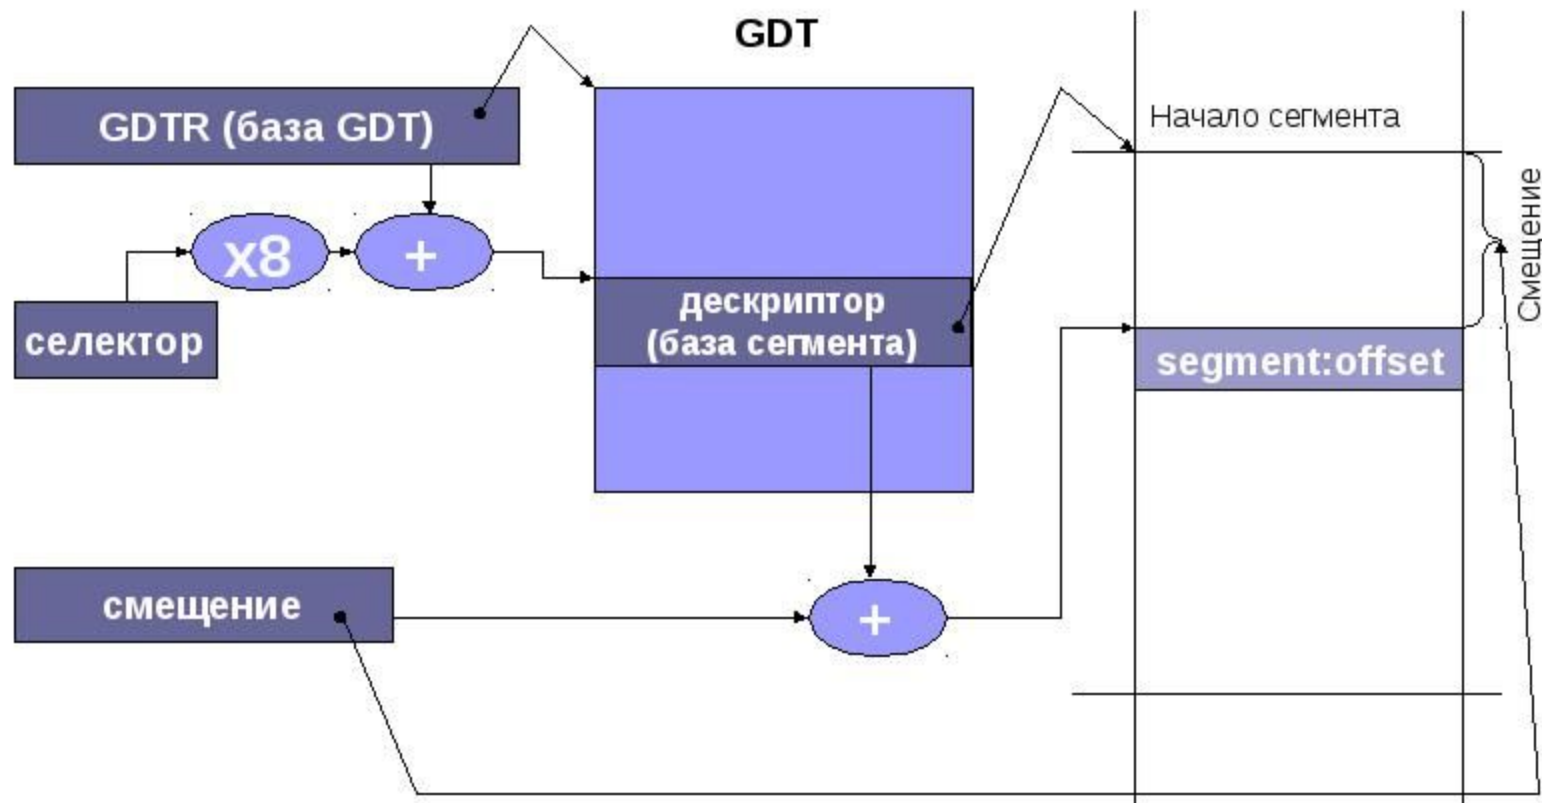 GDT
GDTR (база GDT)
Начало сегмента
Смещение
x8
+
дескриптор
(база сегмента)
селектор
segment:offset
смещение
+